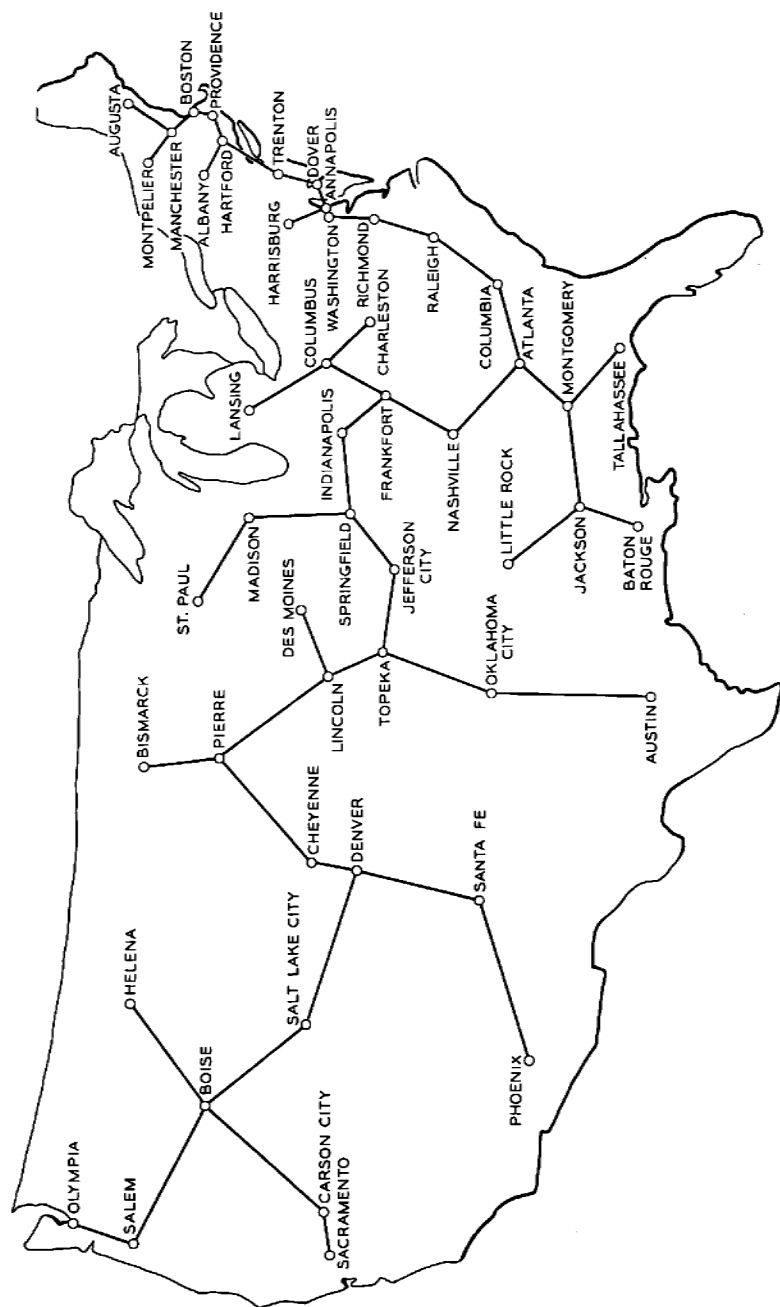 OLYMPIA
SALEM
HELENA
BOISE
CARSON CITY
SACRAMENTO
SALT LAKE CITY
PHOENIX
BISMARCK
PIERRE
CHEYENNE
DENVER
SANTA FE
ST. PAUL
MADISON
DES MOINES
LINCOLN
SPRINGFIELD
JEFFERSON
CITY
TOPEKA
OKLAHOMA
CITY
AUSTIN
LANSING
INDIANAPOLIS
FRANKFORT
COLUMBUS
CHARLESTON
NASHVILLE
LITTLE ROCK
JACKSON
BATON
ROUGE
AUGUSTA
MONTPELIER
MANCHESTER
BOSTON
PROVIDENCE
ALBANY
HARTFORD
TRENTON
DOVER
ANNAPOLIS
HARRISBURG
WASHINGTON
RICHMOND
RALEIGH
COLUMBIA
ATLANTA
MONTGOMERY
TALLAHASSEE